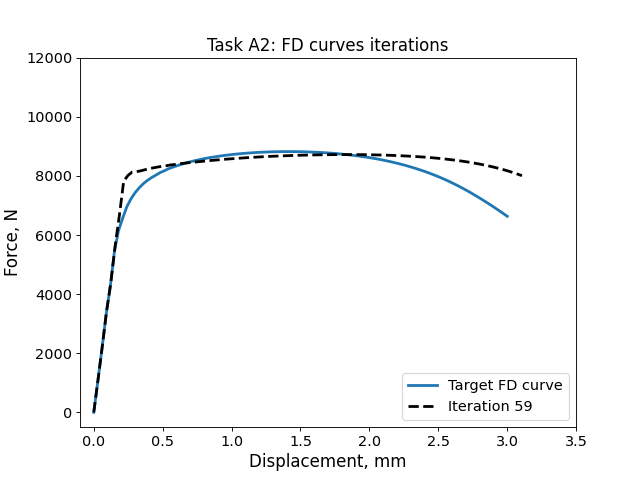 Task A2: FD curves iterations
12000
10000
8000
6000
4000
2000
0
Force, N
0.0 0.5 1.0 1.5 2.0 2.5 3.0 3.5
Displacement, mm
Target FD curve
Iteration 59